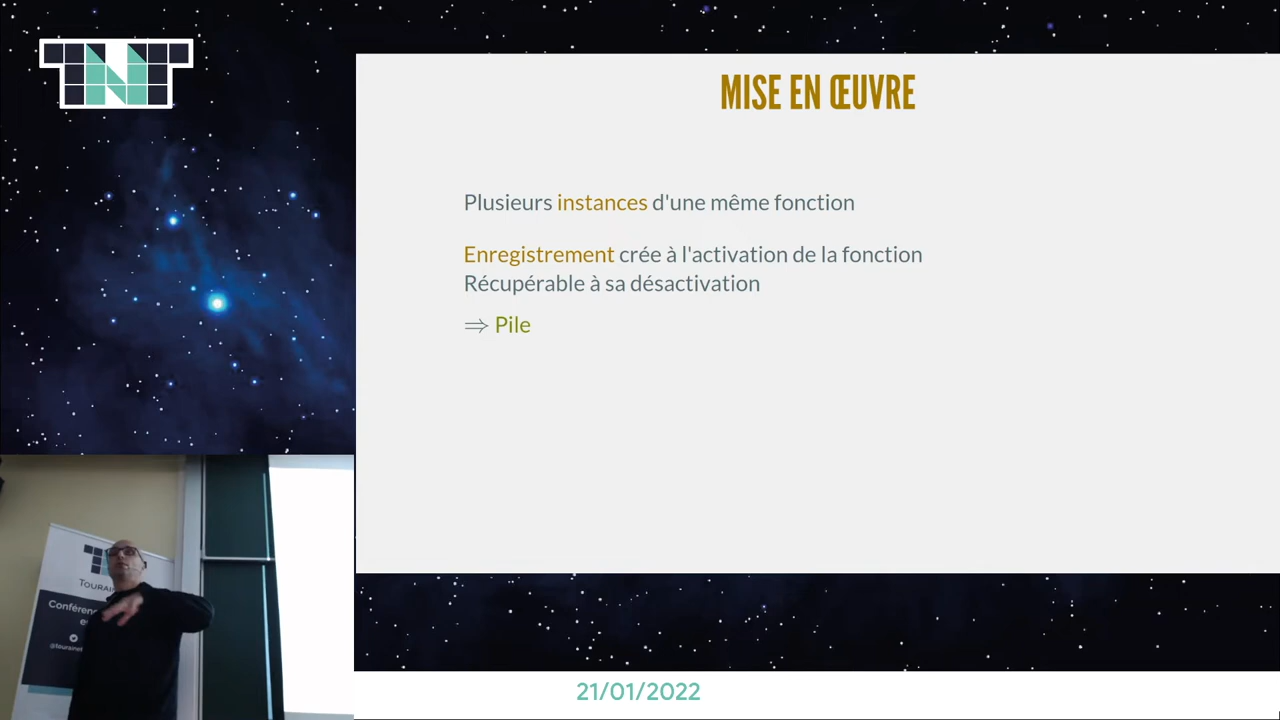 TNT
MISE EN ŒUVRE
Plusieurs instances d'une même fonction
Enregistrement crée à l'activation de la fonction
Récupérable à sa désactivation
⇒ Pile
21/01/2022